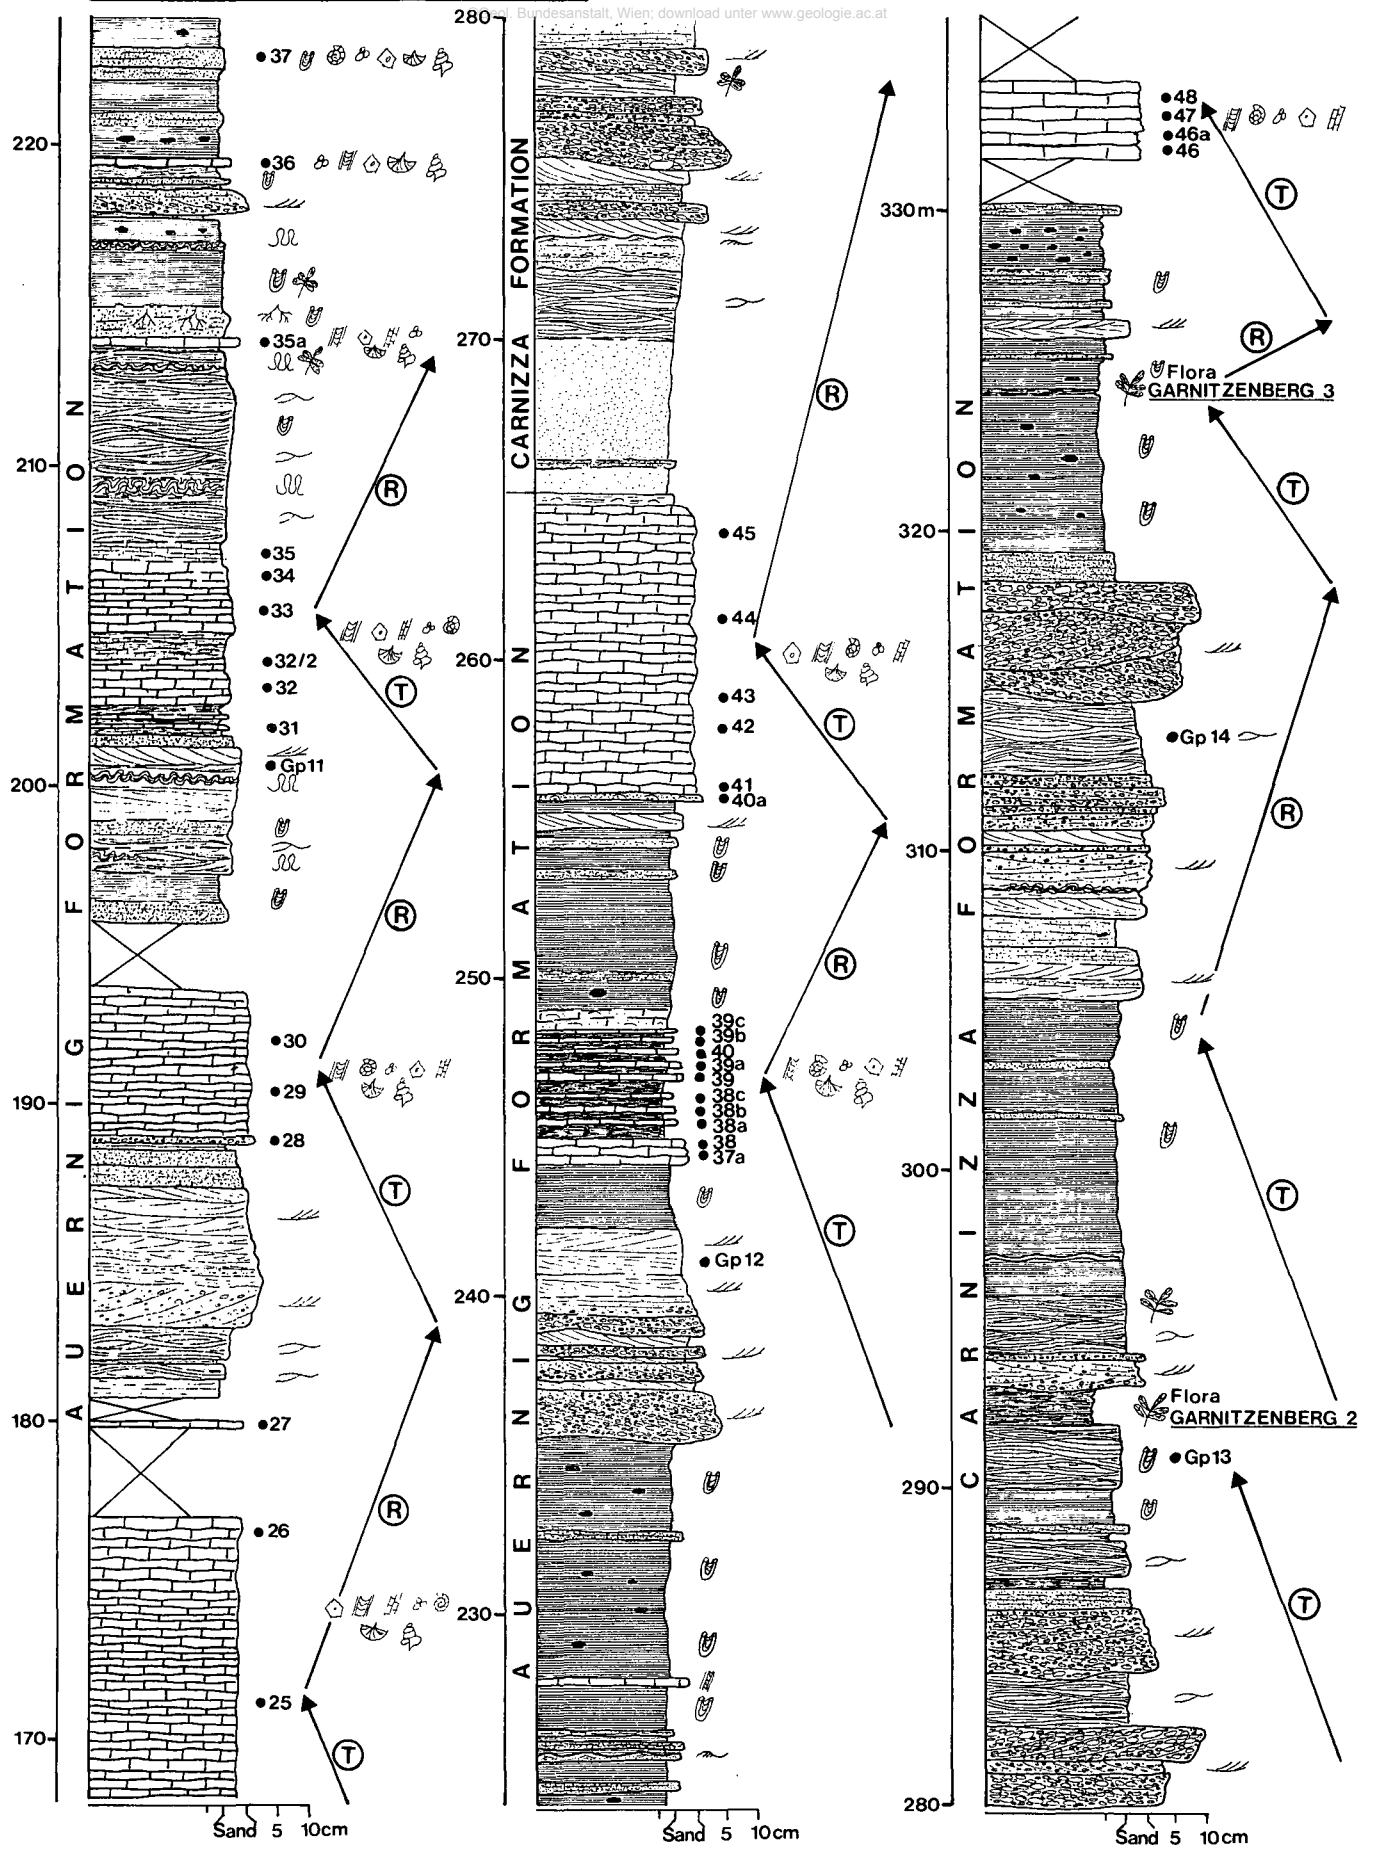 ©Geol. Bundesanstalt, Wien; download unter www.geologie.ac.at
37
220
36
35a
210
R
35
34
33
32/2
32
T
31
Gp11
200
R
30
29
190
28
T
27
180
26
R
25
170
T
AUERNIG FORMATION
Sand 5 10cm
280
270
R
45
44
260
43
T
42
41
40a
R
250
39c
39b
40
39a
39
38c
38b
38a
38
37a
T
Gp12
240
230
AUERNIG FORMATION
CARNIZZA FORMATION
Sand 5 10cm
48
47
46a
46
T
330m
R
Flora
GARNITZENBERG 3
T
320
Gp14
R
310
300
T
Flora
GARNITZENBERG 2
Gp13
290
T
280
CARNIZZA FORMATION
Sand 5 10cm